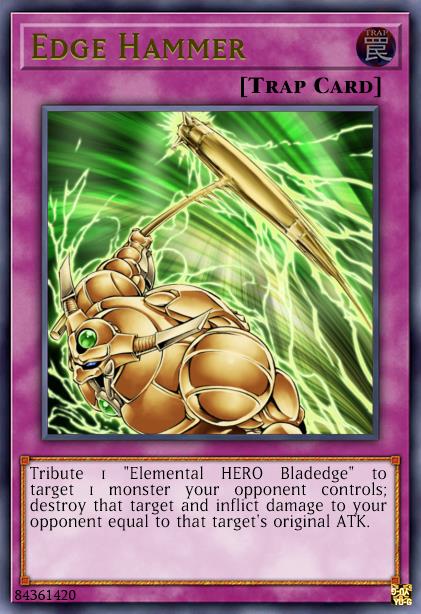 EDGE HAMMER
TRAP
罠
[TRAP CARD]
Tribute 1 "Elemental HERO Bladedge" to
target 1 monster your opponent controls;
destroy that target and inflict damage to your
opponent equal to that target's original ATK.
84361420